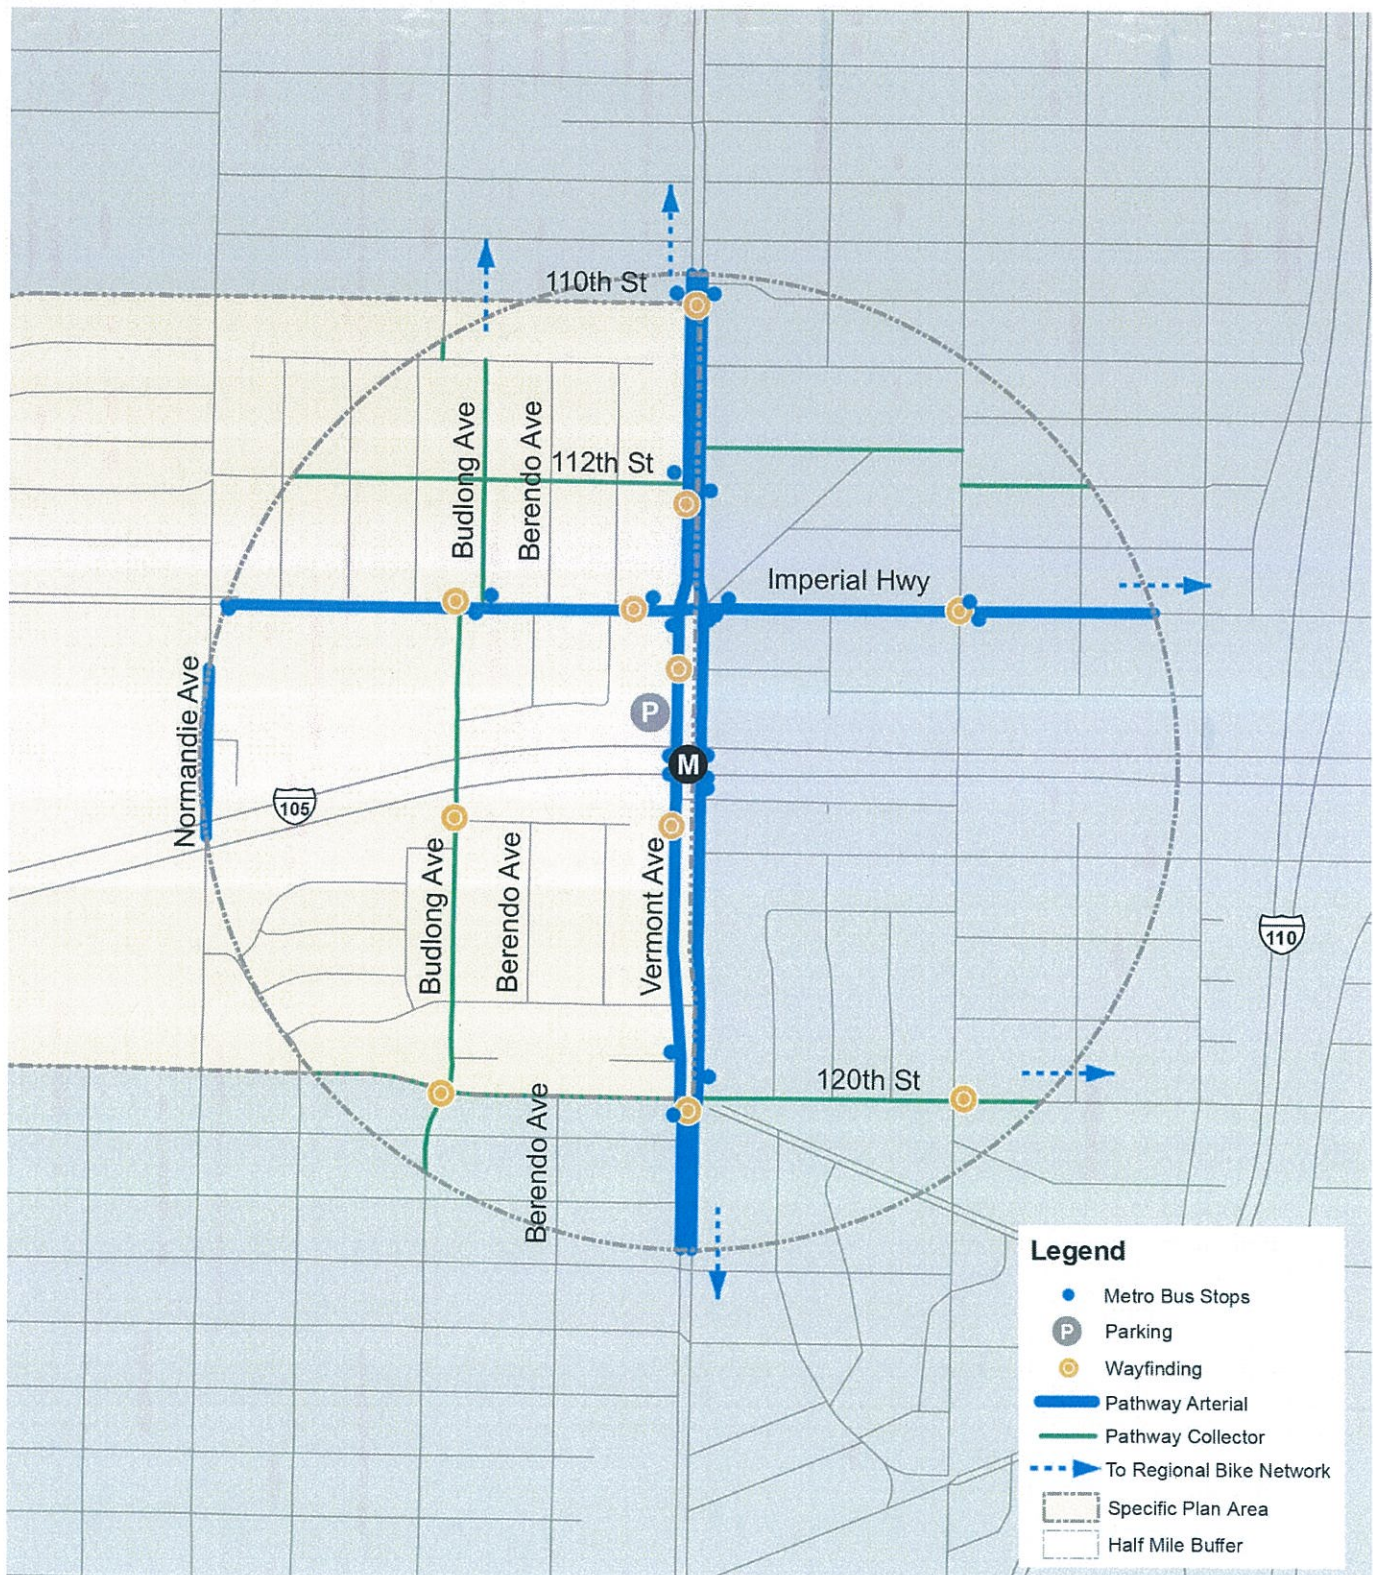 110th St
Budlong Ave
Berendo Ave
112th St
Imperial Hwy
Normandie Ave
P
M
105
Budlong Ave
Berendo Ave
Vermont Ave
110
120th St
Berendo Ave
Legend
Metro Bus Stops
P Parking
Wayfinding
Pathway Arterial
Pathway Collector
To Regional Bike Network
Specific Plan Area
Half Mile Buffer